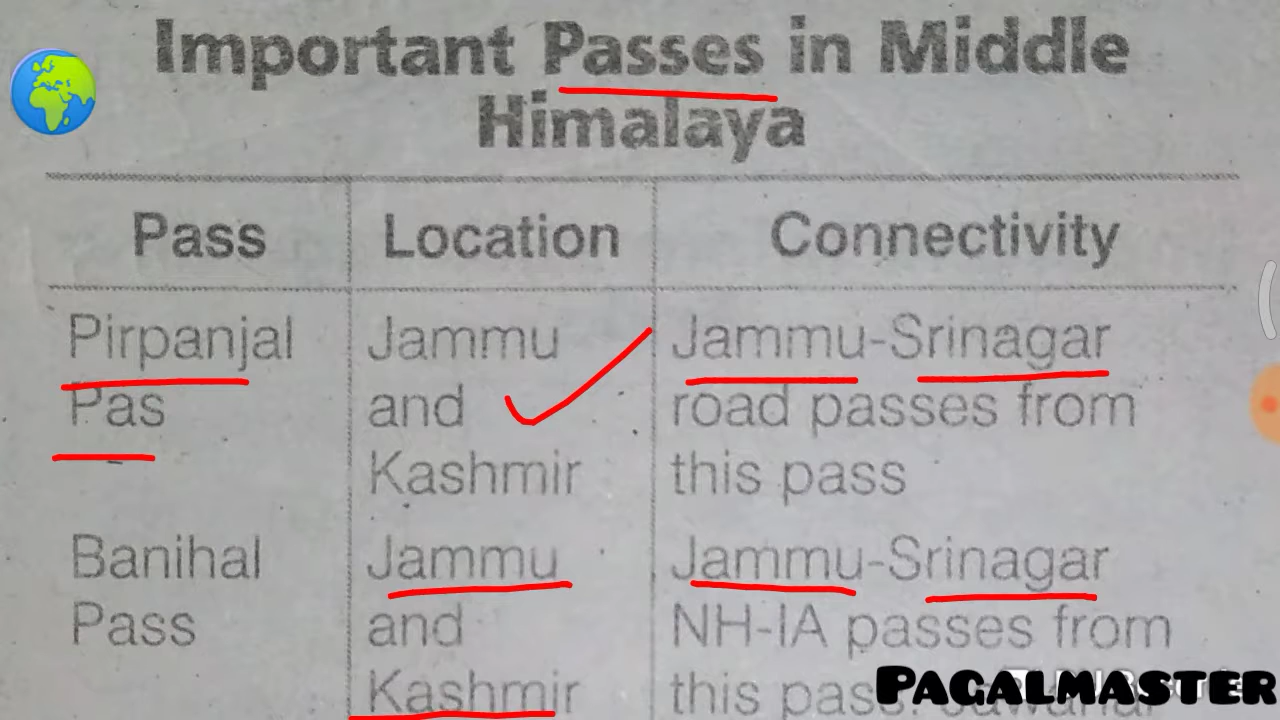 Important Passes in Middle
Himalaya
Pass Location Connectivity
Pirpanjal Jammu Jammu-Srinagar
Pas and road passes from
Kashmir this pass
Banihal Jammu Jammu-Srinagar
Pass and NH-IA passes from
Kashmir this pass.
PAGALMASTER